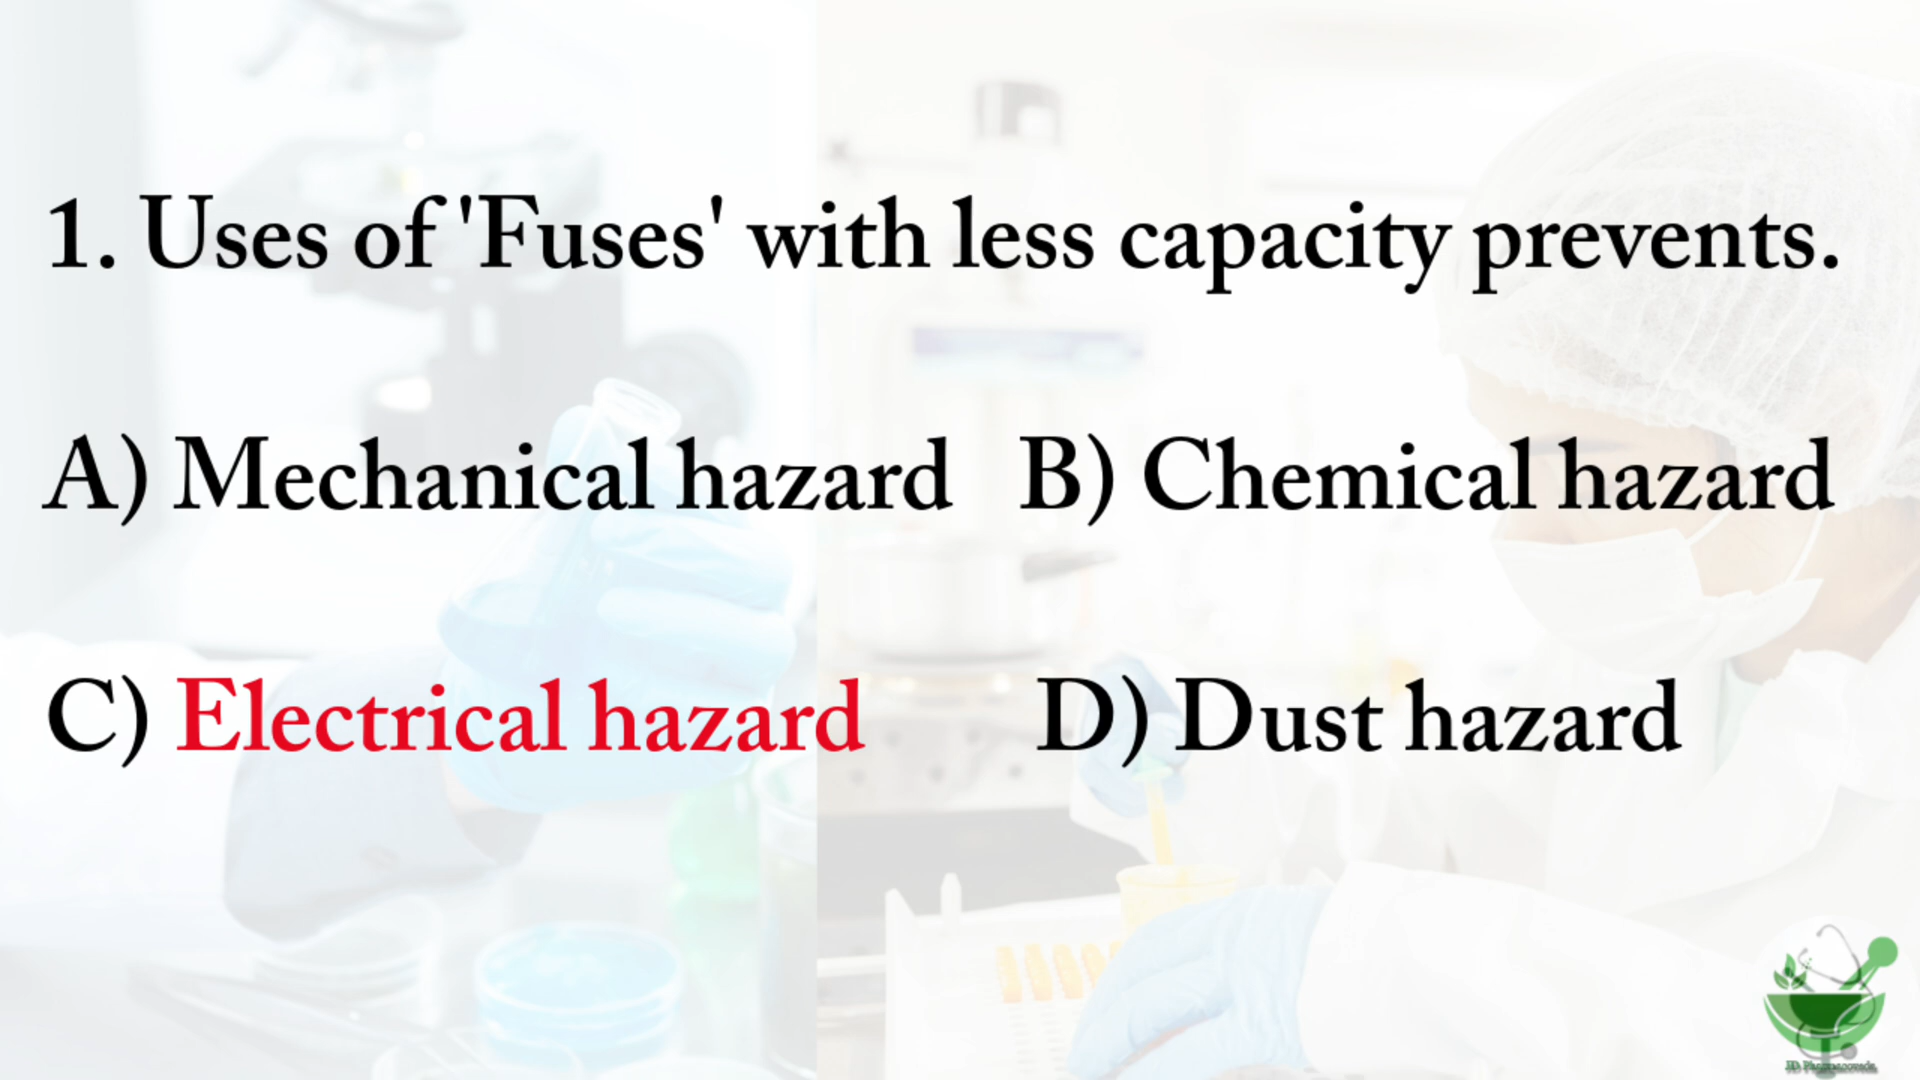 1. Uses of 'Fuses' with less capacity prevents.
A) Mechanical hazard B) Chemical hazard
C) Electrical hazard D) Dust hazard